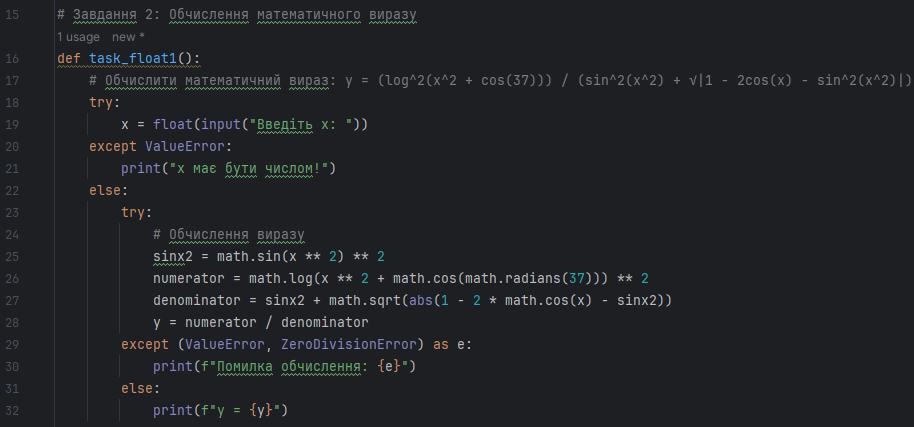 15 # Завдання 2: Обчислення математичного виразу
1 usage new *
16 def task_float1():
17 # Обчислити математичний вираз: y = (log^2(x^2 + cos(37))) / (sin^2(x^2) + √|1 - 2cos(x) - sin^2(x^2)|)
18 try:
19 x = float(input("Введіть x: "))
20 except ValueError:
21 print("x має бути числом!")
22 else:
23 try:
24 # Обчислення виразу
25 sinx2 = math.sin(x ** 2) ** 2
26 numerator = math.log(x ** 2 + math.cos(math.radians(37))) ** 2
27 denominator = sinx2 + math.sqrt(abs(1 - 2 * math.cos(x) - sinx2))
28 y = numerator / denominator
29 except (ValueError, ZeroDivisionError) as e:
30 print(f"Помилка обчислення: {e}")
31 else:
32 print(f"y = {y}")